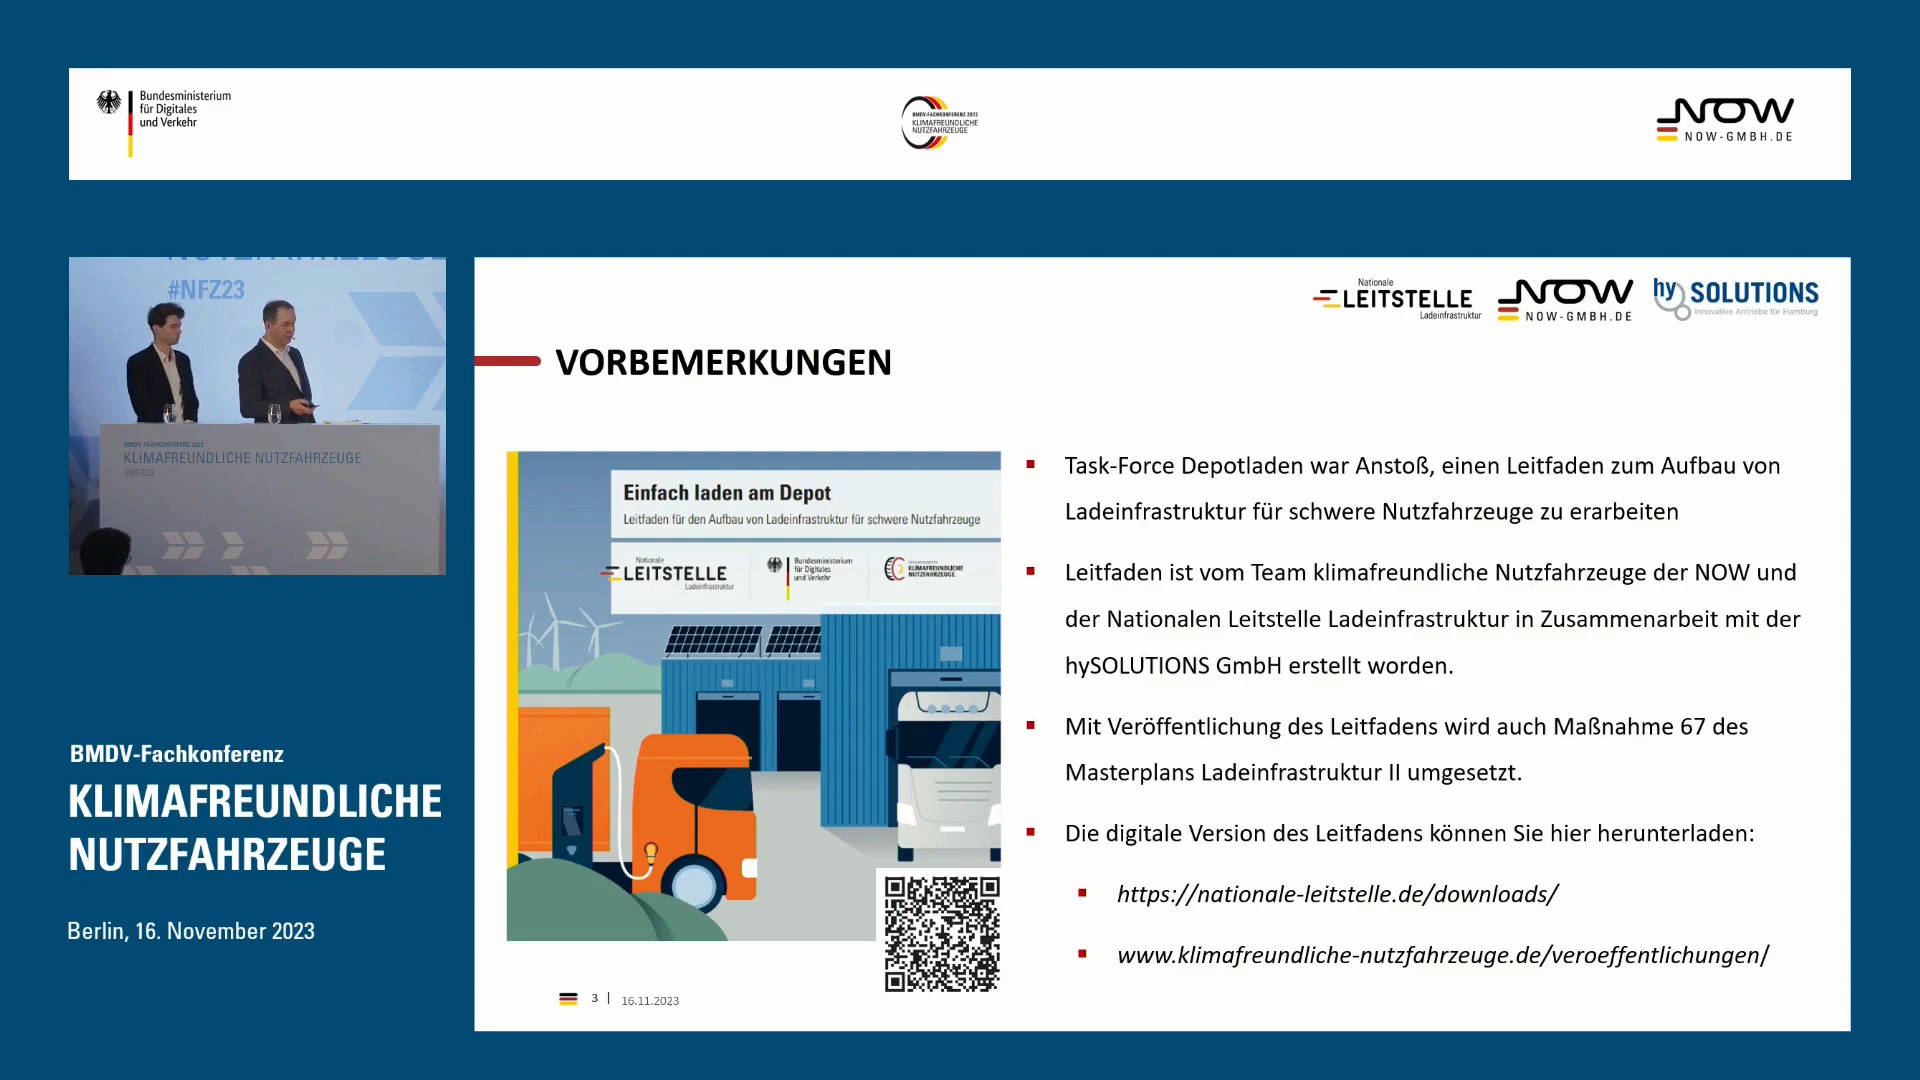 Bundesministerium
für Digitales
und Verkehr
BMDV-FACHKONFERENZ 2022
KLIMAFREUNDLICHE
NUTZFAHRZEUGE
NOW
NOW-GMBH.DE
#NFZ23
BMDV-FACHKONFERENZ 2022
KLIMAFREUNDLICHE NUTZFAHRZEUGE
#NFZ23
BMDV-Fachkonferenz
KLIMAFREUNDLICHE
NUTZFAHRZEUGE
Berlin, 16. November 2023
Nationale
LEITSTELLE
Ladeinfrastruktur
NOW
NOW-GMBH.DE
hySOLUTIONS
Innovative Antriebe für Hamburg
VORBEMERKUNGEN
Einfach laden am Depot
Leitfaden für den Aufbau von Ladeinfrastruktur für schwere Nutzfahrzeuge
Nationale
LEITSTELLE
Ladeinfrastruktur
Bundesministerium
für Digitales
und Verkehr
KLIMAFREUNDLICHE
NUTZFAHRZEUGE
Task-Force Depotladen war Anstoß, einen Leitfaden zum Aufbau von
Ladeinfrastruktur für schwere Nutzfahrzeuge zu erarbeiten
Leitfaden ist vom Team klimafreundliche Nutzfahrzeuge der NOW und
der Nationalen Leitstelle Ladeinfrastruktur in Zusammenarbeit mit der
hySOLUTIONS GmbH erstellt worden.
Mit Veröffentlichung des Leitfadens wird auch Maßnahme 67 des
Masterplans Ladeinfrastruktur II umgesetzt.
Die digitale Version des Leitfadens können Sie hier herunterladen:
https://nationale-leitstelle.de/downloads/
www.klimafreundliche-nutzfahrzeuge.de/veroeffentlichungen/
3 | 16.11.2023